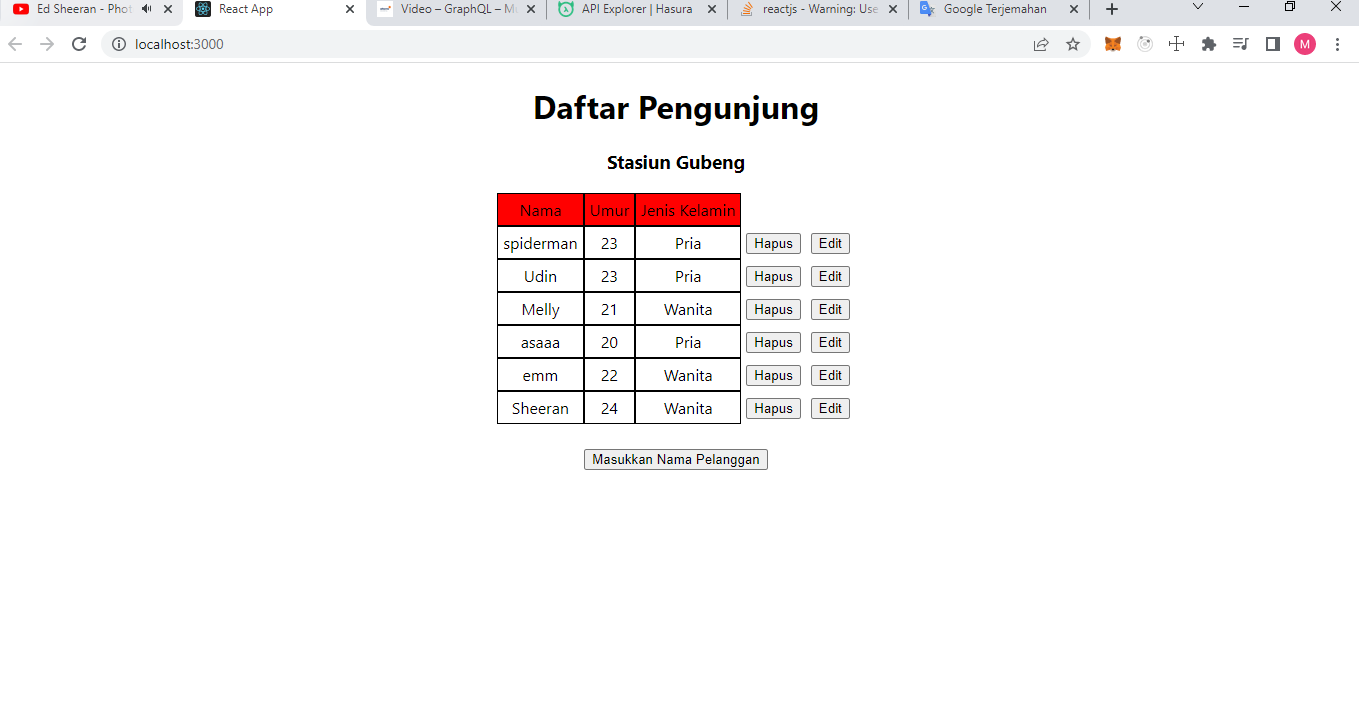 Ed Sheeran - Phot
React App
Video – GraphQL – M
API Explorer | Hasura
reactjs - Warning: Use
Google Terjemahan
localhost:3000
M
Daftar Pengunjung
Stasiun Gubeng
Nama Umur Jenis Kelamin
spiderman 23 Pria Hapus Edit
Udin 23 Pria Hapus Edit
Melly 21 Wanita Hapus Edit
asaaa 20 Pria Hapus Edit
emm 22 Wanita Hapus Edit
Sheeran 24 Wanita Hapus Edit
Masukkan Nama Pelanggan